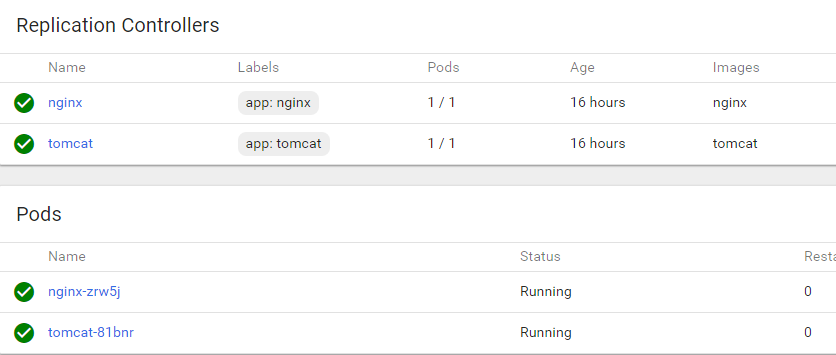 Replication Controllers
Name Labels Pods Age Images
nginx app: nginx 1 / 1 16 hours nginx
tomcat app: tomcat 1 / 1 16 hours tomcat
Pods
Name Status Resta
nginx-zrw5j Running 0
tomcat-81bnr Running 0